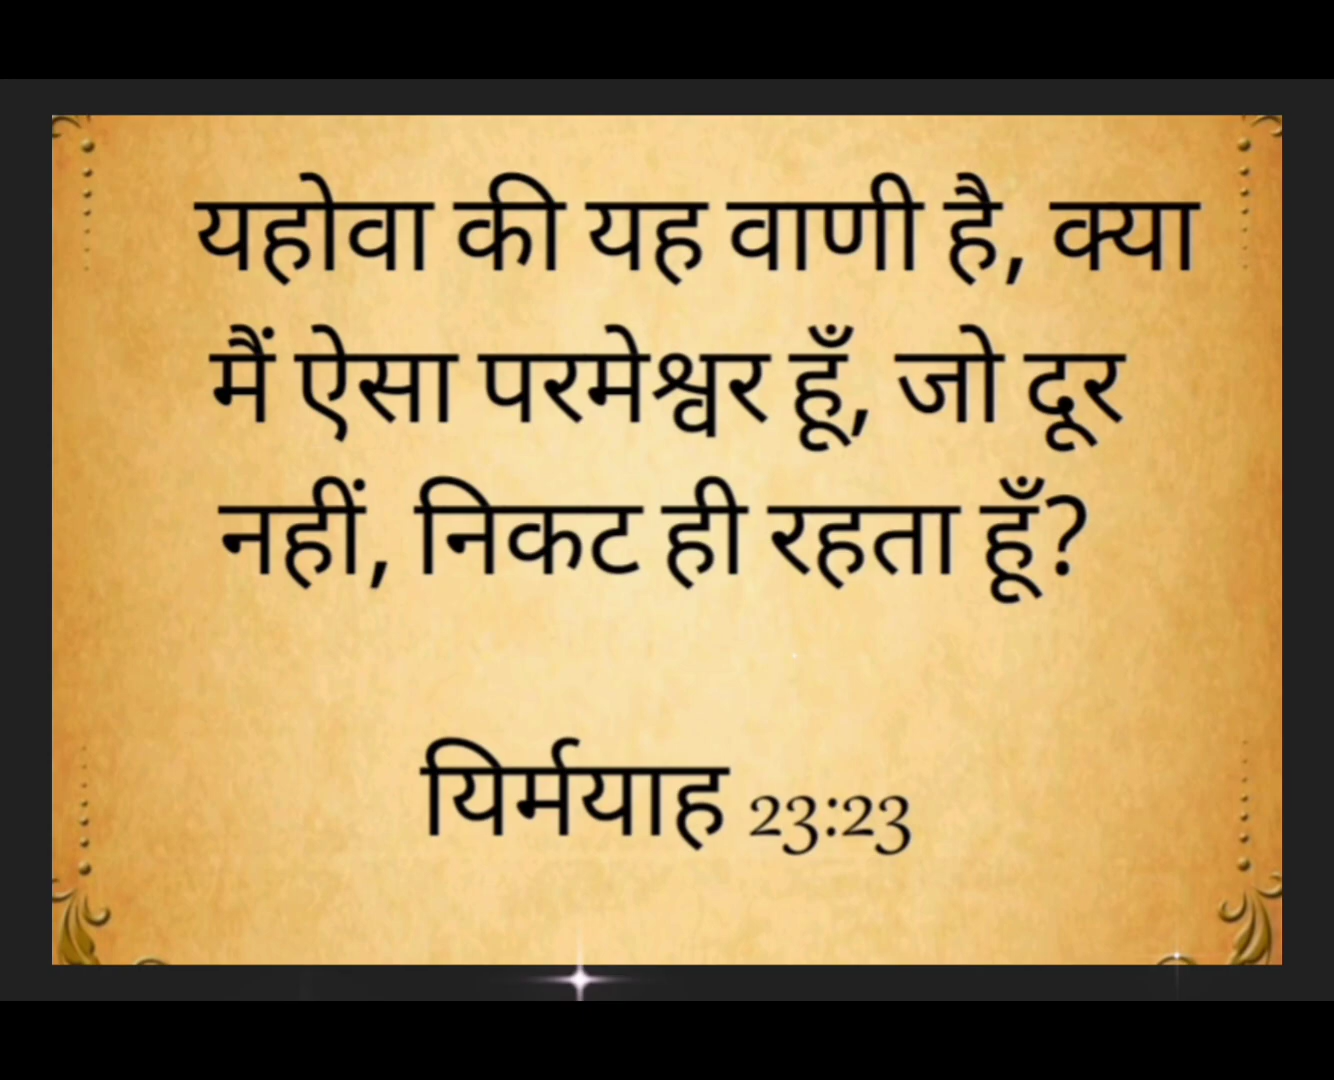 यहोवा की यह वाणी है, क्या
मैं ऐसा परमेश्वर हूँ, जो दूर
नहीं, निकट ही रहता हूँ?
यिर्मयाह 23:23